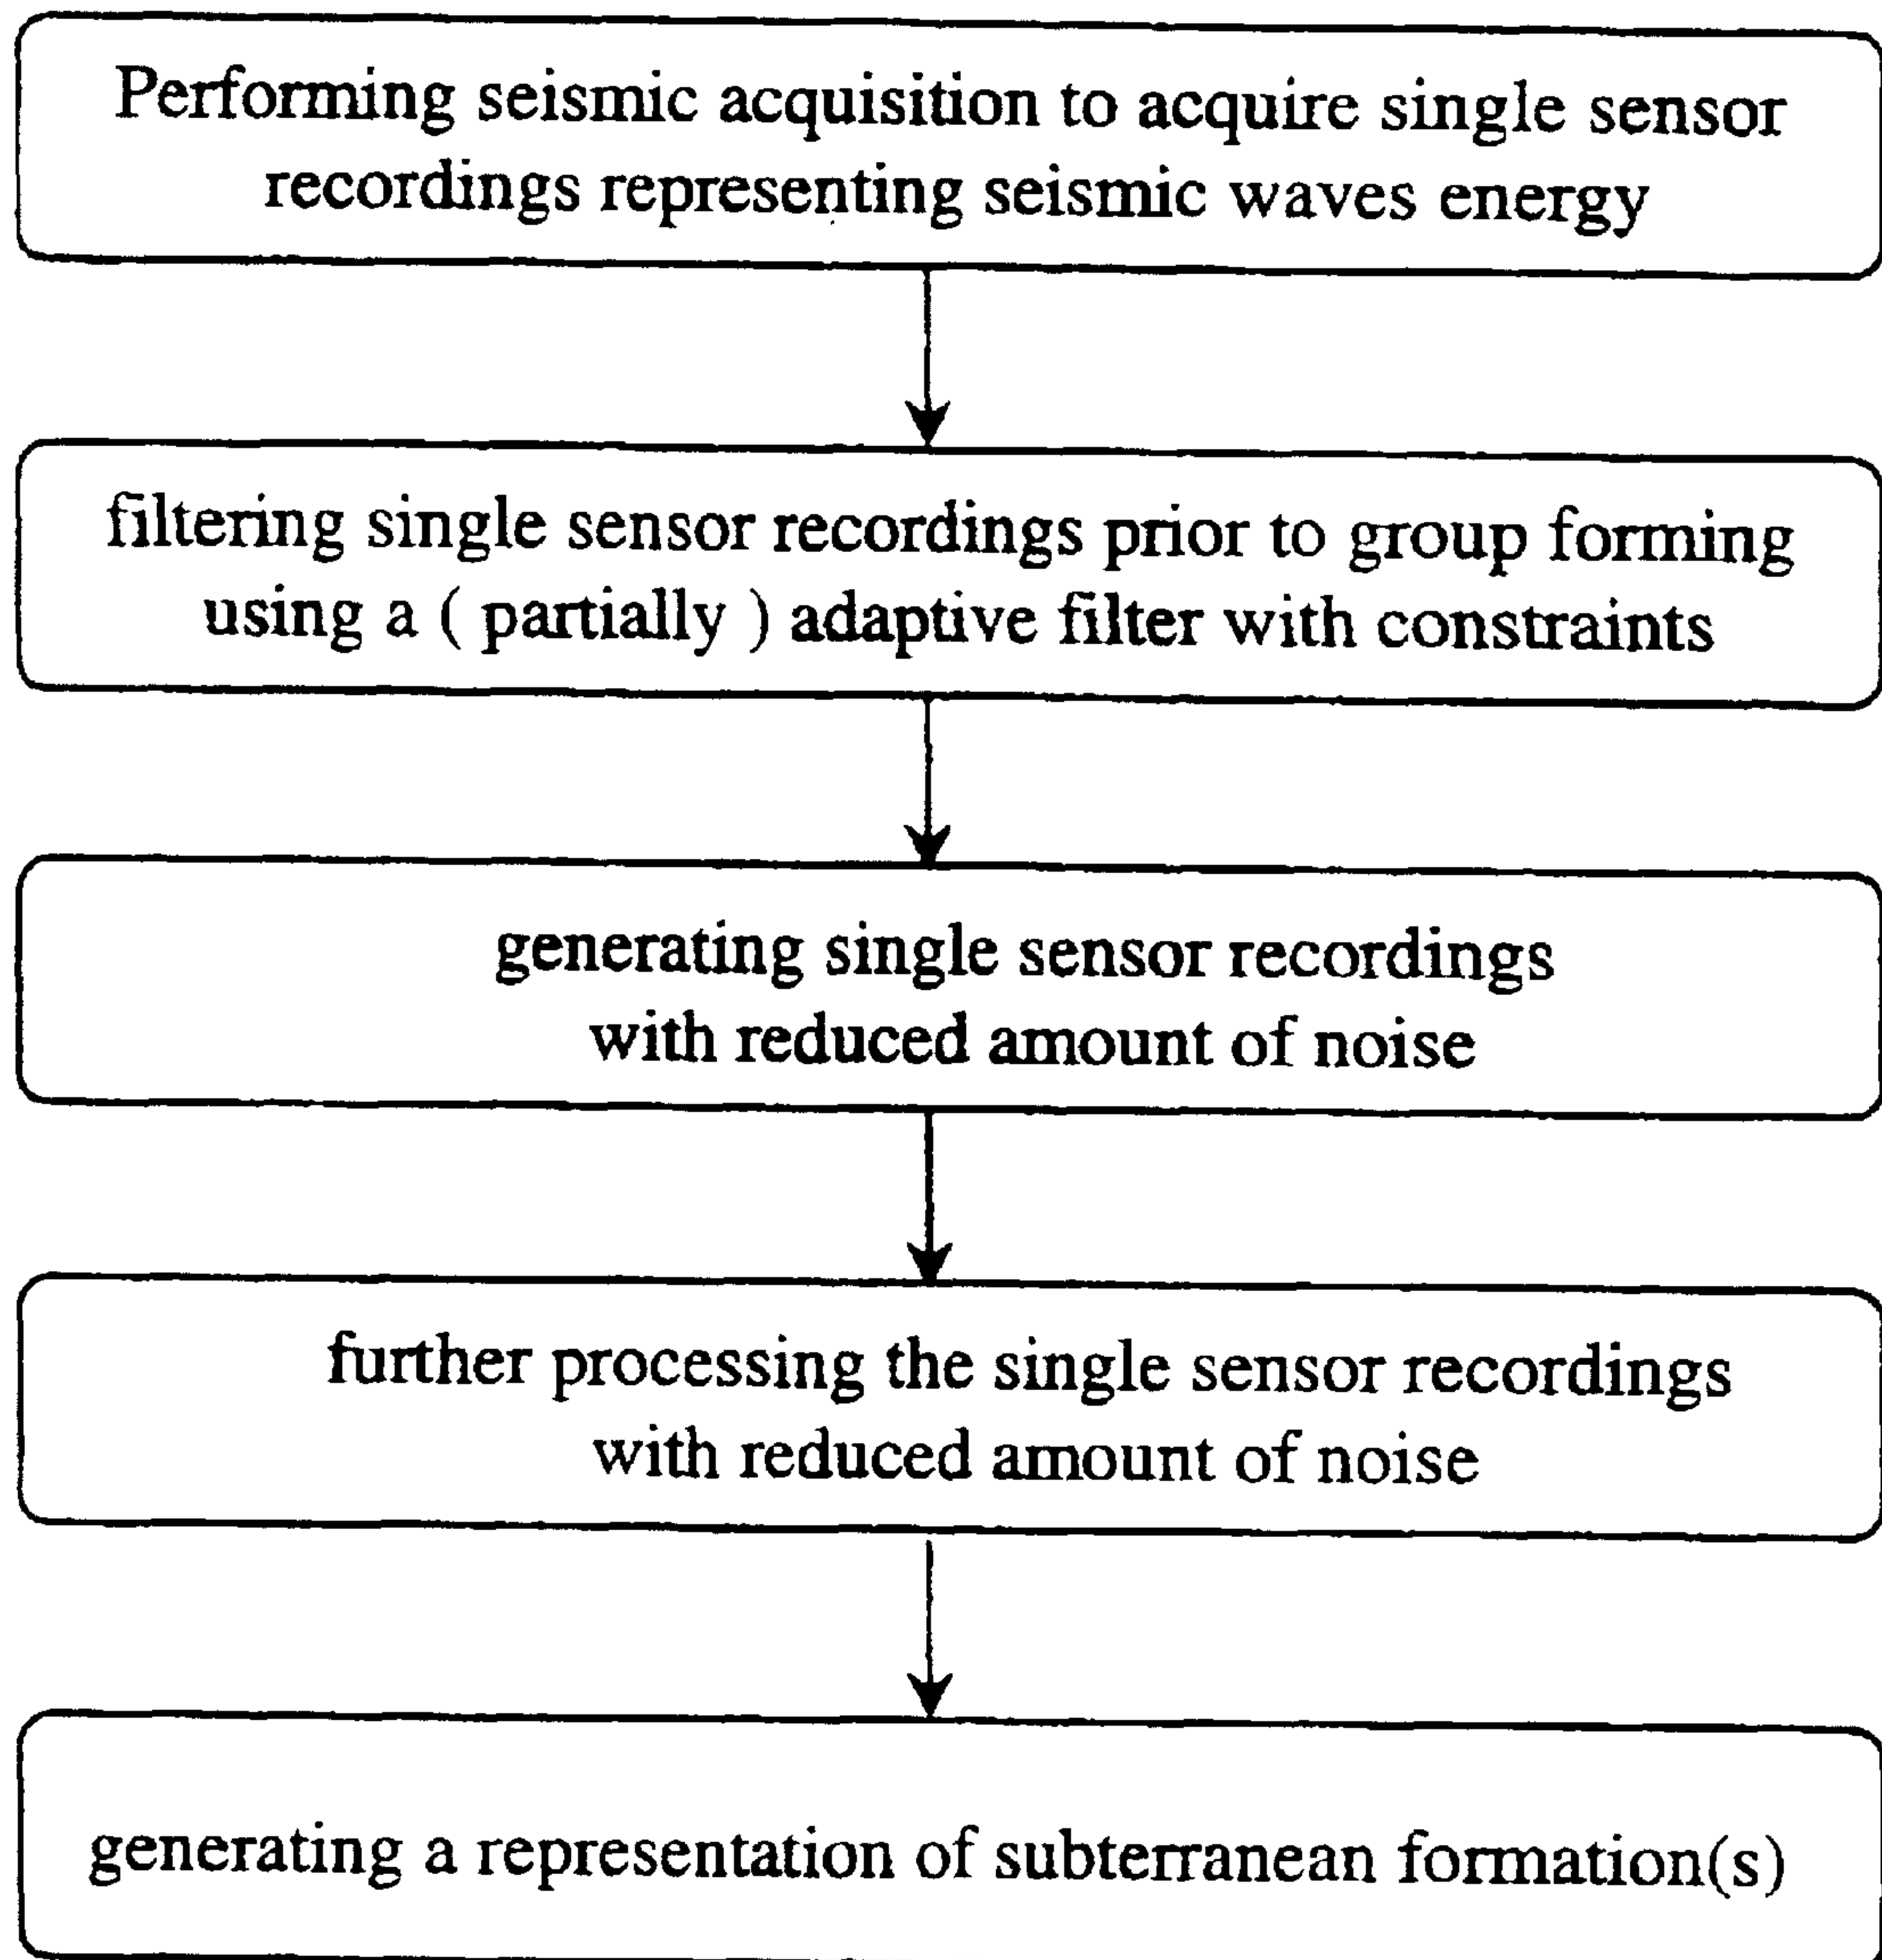 Performing seismic acquisition to acquire single sensor
recordings representing seismic waves energy
filtering single sensor recordings prior to group forming
using a ( partially ) adaptive filter with constraints
generating single sensor recordings
with reduced amount of noise
further processing the single sensor recordings
with reduced amount of noise
generating a representation of subterranean formation(s)